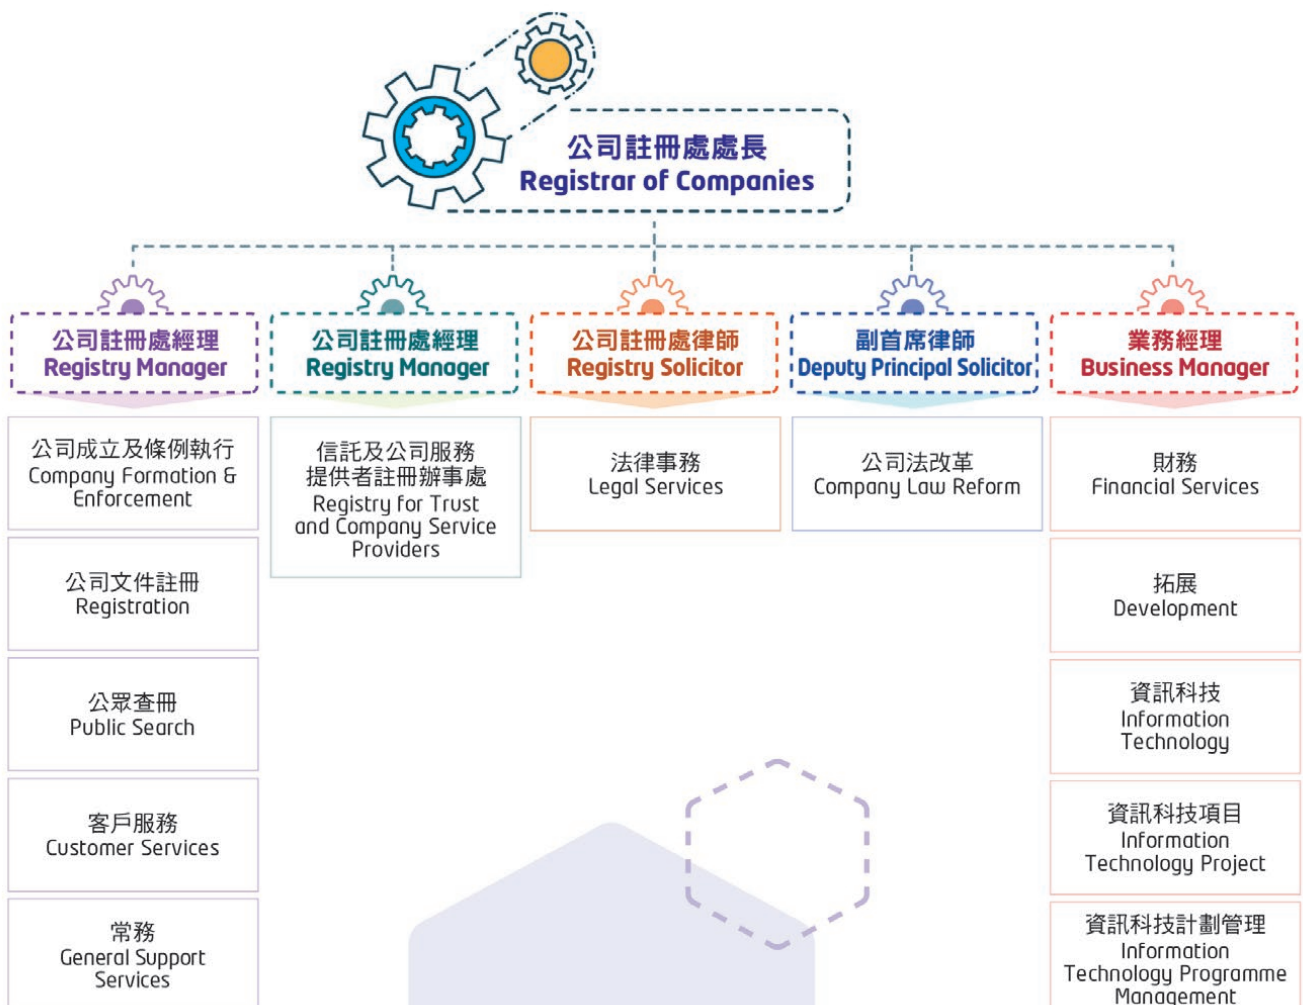 公司註冊處處長
Registrar of Companies
公司註冊處經理
Registry Manager
公司成立及條例執行
Company Formation &
Enforcement
公司文件註冊
Registration
公眾查冊
Public Search
客戶服務
Customer Services
常務
General Support
Services
公司註冊處經理
Registry Manager
信託及公司服務
提供者註冊辦事處
Registry for Trust
and Company Service
Providers
公司註冊處律師
Registry Solicitor
法律事務
Legal Services
副首席律師
Deputy Principal Solicitor
公司法改革
Company Law Reform
業務經理
Business Manager
財務
Financial Services
拓展
Development
資訊科技
Information
Technology
資訊科技項目
Information
Technology Project
資訊科技計劃管理
Information
Technology Programme
Management